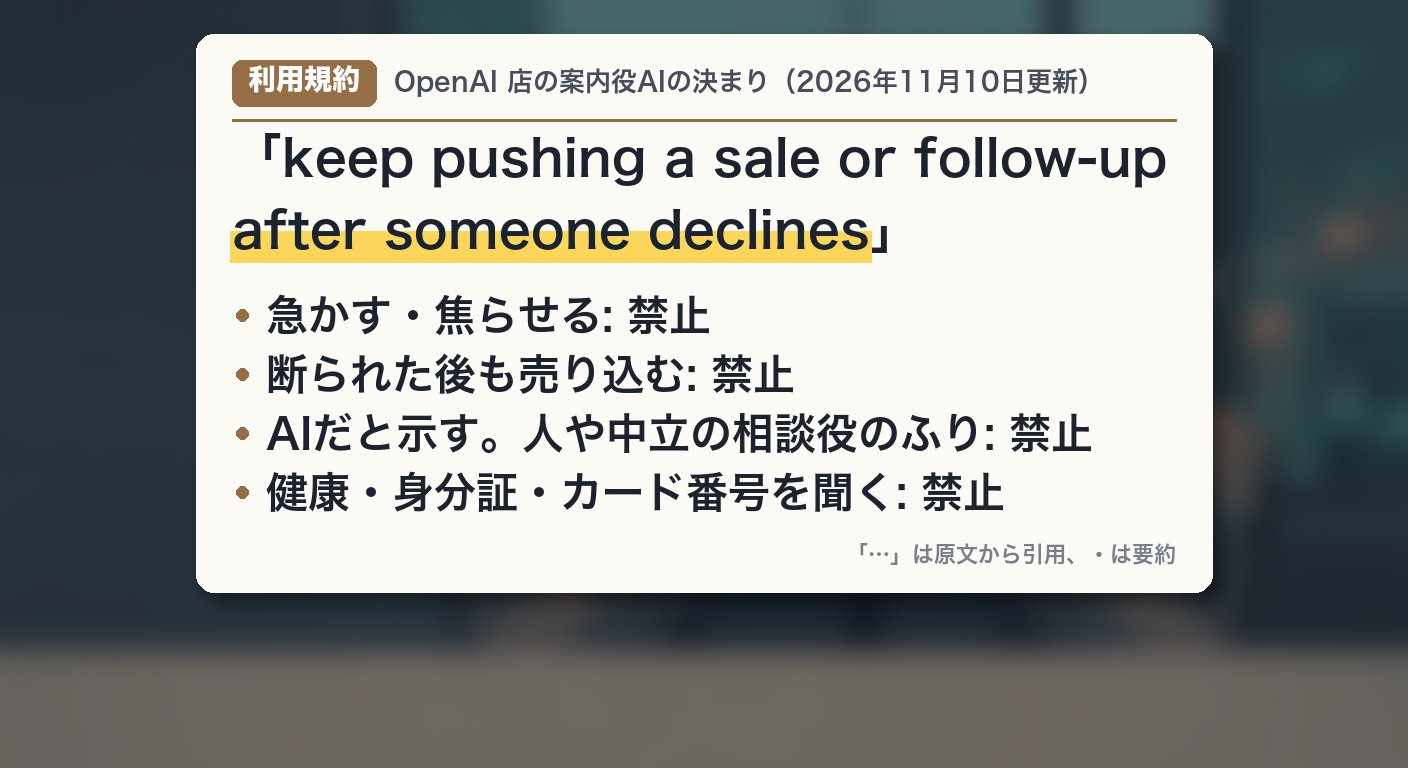 利用規約 OpenAI 店の案内役AIの決まり（2026年11月10日更新）
「keep pushing a sale or follow-up
after someone declines」
• 急かす・焦らせる: 禁止
• 断られた後も売り込む: 禁止
• AIだと示す。人や中立の相談役のふり: 禁止
• 健康・身分証・カード番号を聞く: 禁止
「…」は原文から引用、・は要約